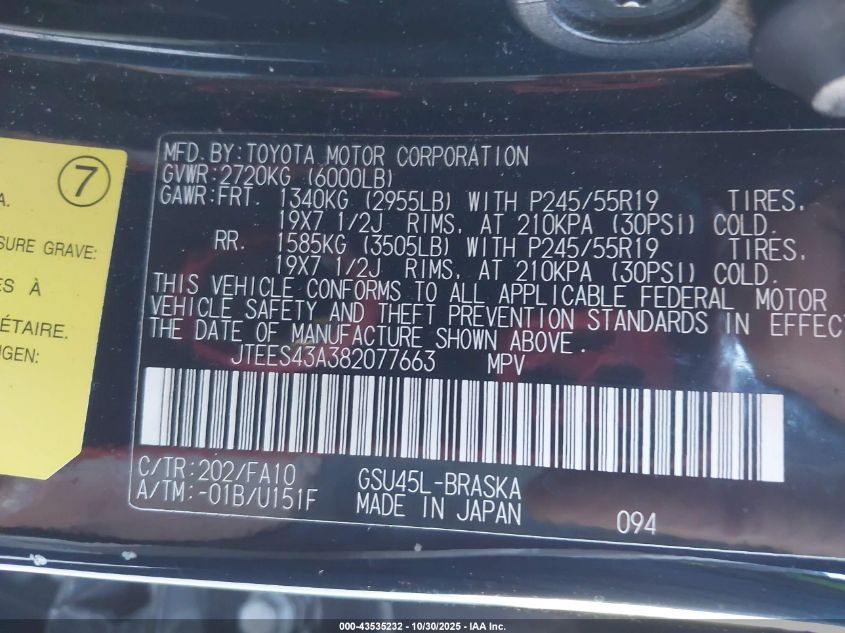 7
A.
SURE GRAVE:
ES À
ÉTAIRE.
UNGEN:
MFD.BY:TOYOTA MOTOR CORPORATION
GVWR:2720KG (6000LB)
GAWR:FRT. 1340KG (2955LB) WITH P245/55R19 TIRES,
19X7 1/2J RIMS, AT 210KPA (30PSI) COLD.
RR. 1585KG (3505LB) WITH P245/55R19 TIRES,
19X7 1/2J RIMS, AT 210KPA (30PSI) COLD.
THIS VEHICLE CONFORMS TO ALL APPLICABLE FEDERAL MOTOR
VEHICLE SAFETY AND THEFT PREVENTION STANDARDS IN EFFECT
THE DATE OF MANUFACTURE SHOWN ABOVE.
JTEES43A382077663 MPV
C/TR:202/FA10 GSU45L-BRASKA
A/TM:-01B/U151F MADE IN JAPAN 094
000-43535232 - 10/30/2025 - IAA Inc.